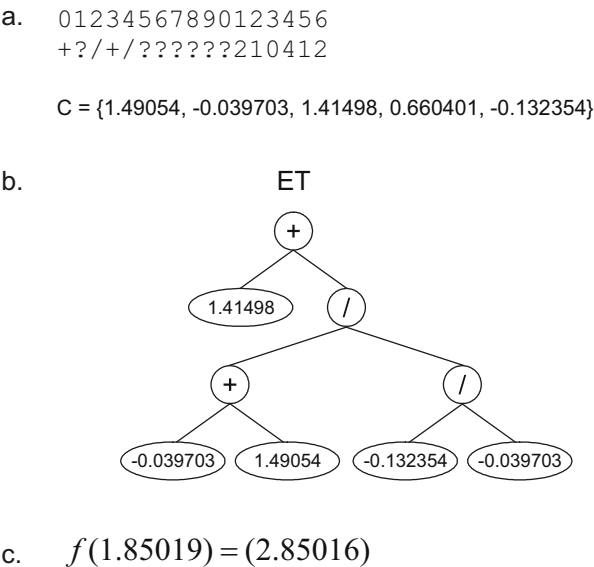 a. 01234567890123456
+?/+/??????210412
C = {1.49054, -0.039703, 1.41498, 0.660401, -0.132354}
b. ET
+
1.41498 /
+ /
-0.039703 1.49054 -0.132354 -0.039703
c. f(1.85019) = (2.85016)